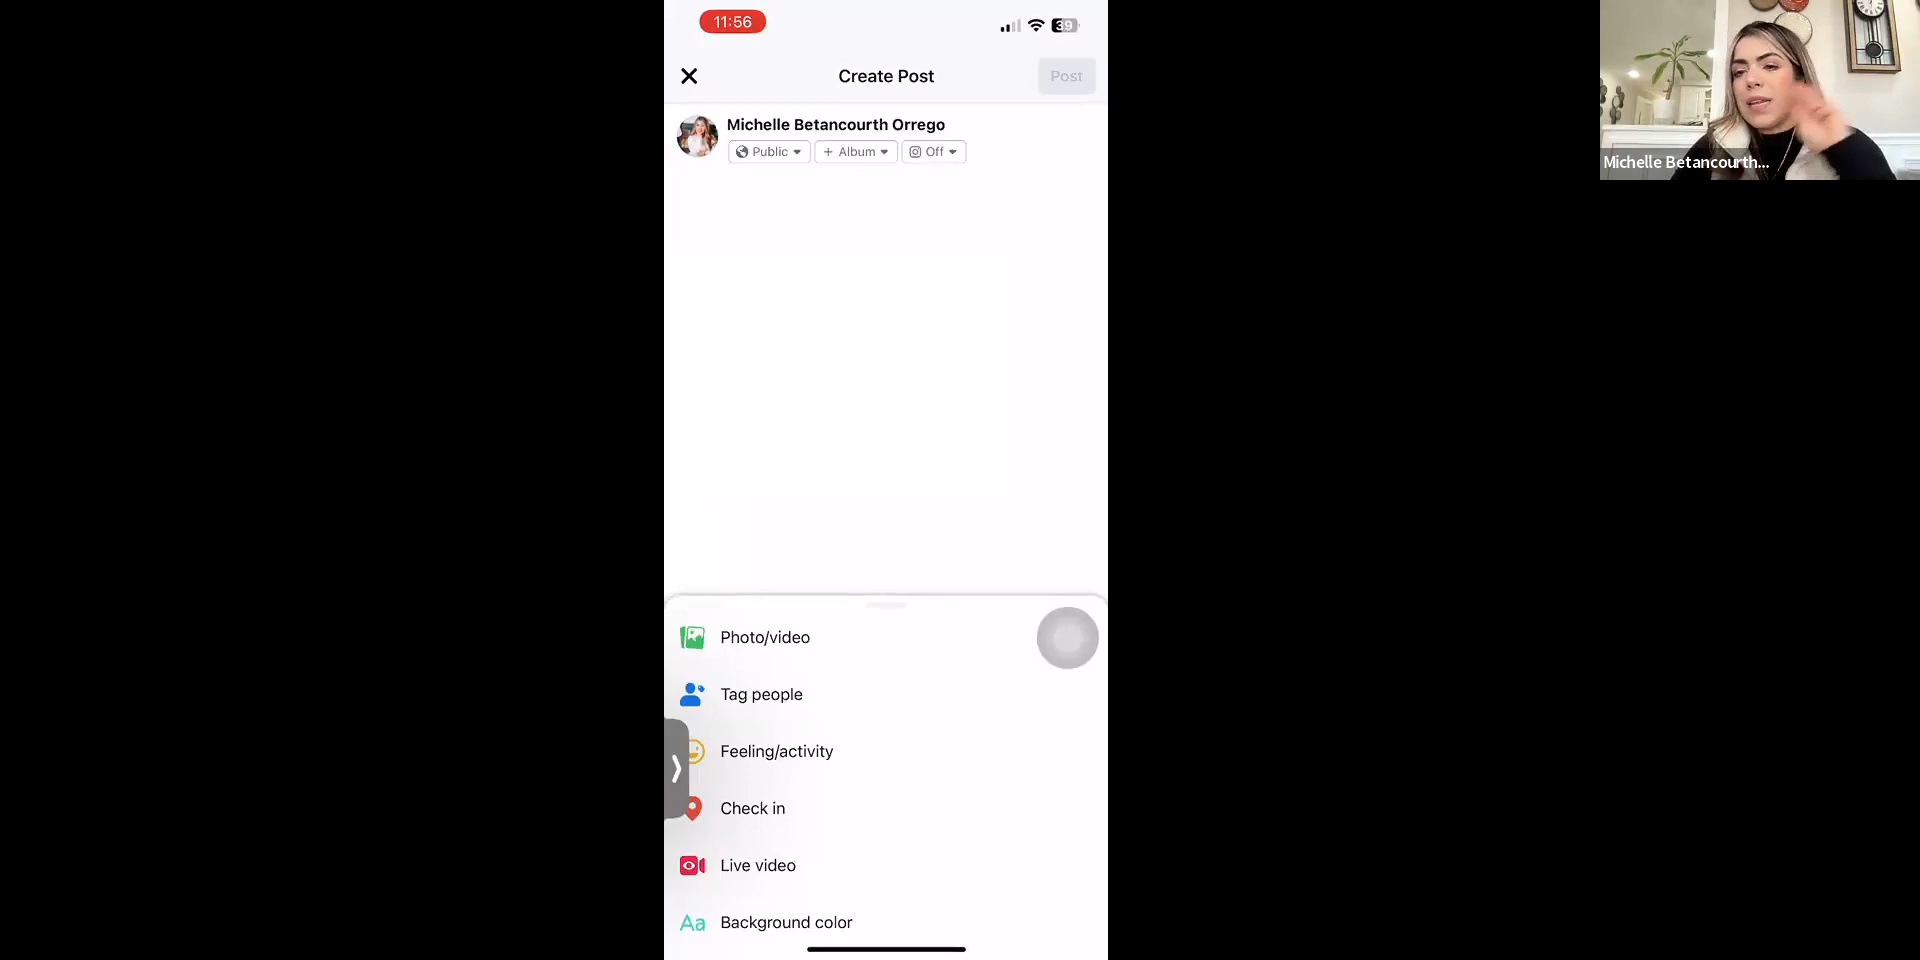 11:56
39
Create Post
Post
Michelle Betancourth Orrego
Public
+ Album
Off
Photo/video
Tag people
Feeling/activity
Check in
Live video
Aa Background color
Michelle Betancourth...